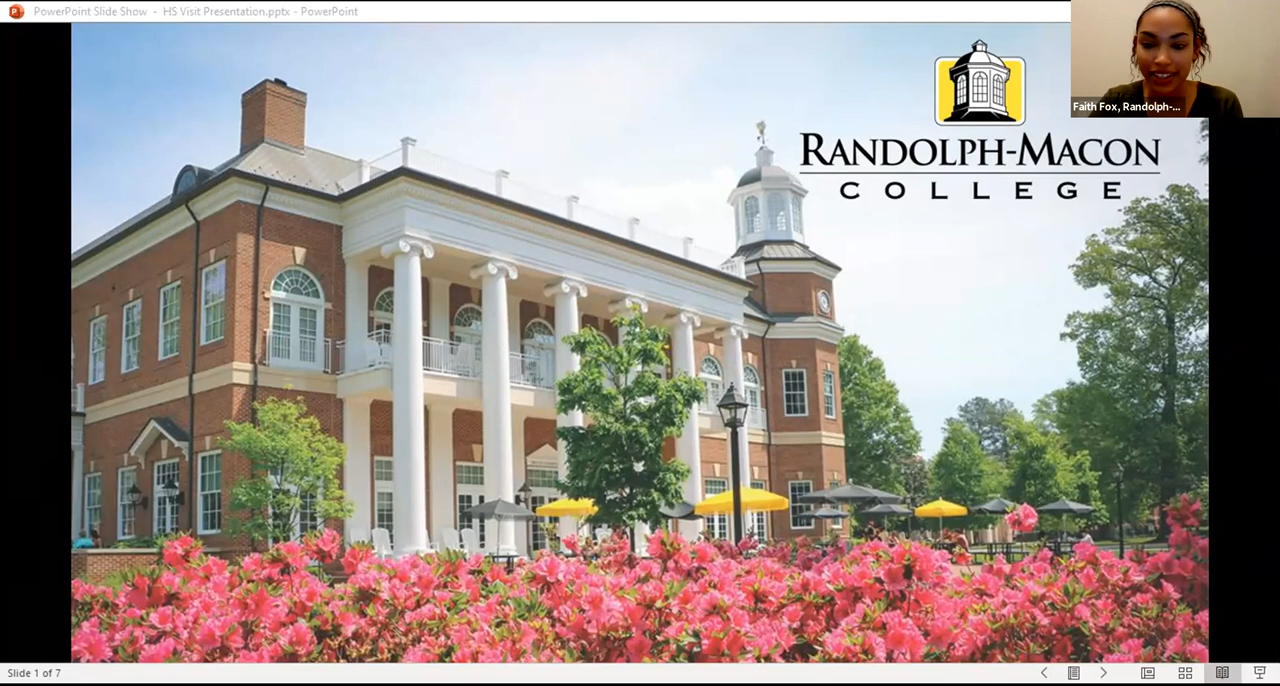 PowerPoint Slide Show - HS Visit Presentation.pptx - PowerPoint
RANDOLPH-MACON
COLLEGE
Faith Fox, Randolph-...
Slide 1 of 7